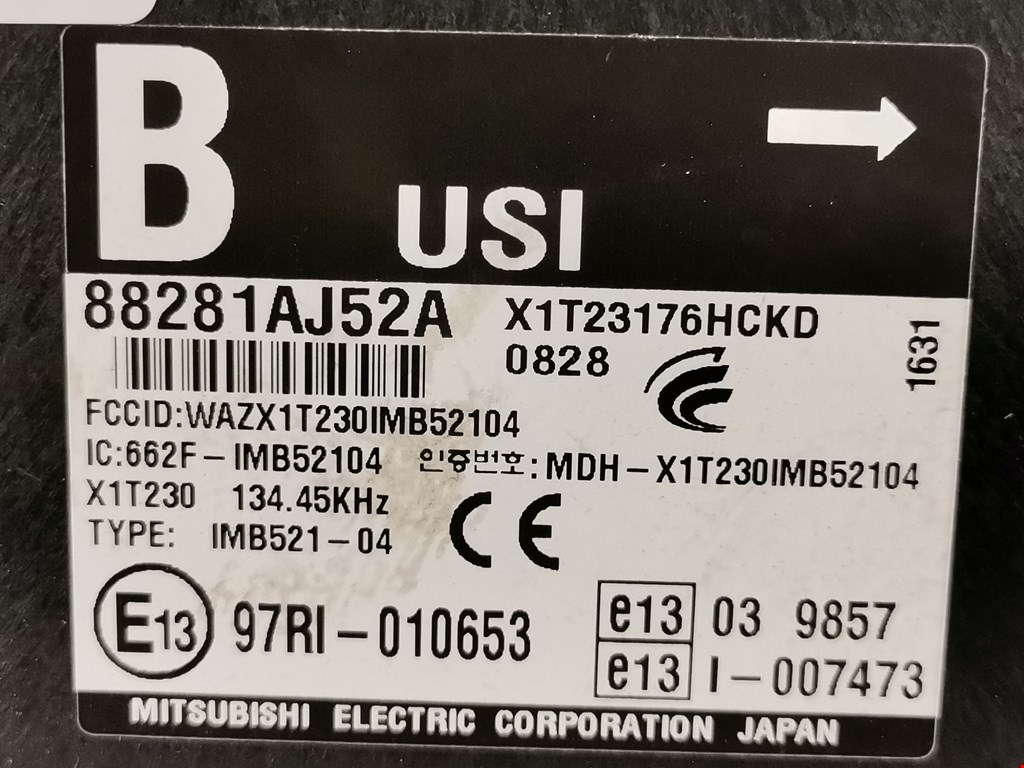 B
USI
88281AJ52A X1T23176HCKD
0828
1631
FCCID:WAZX1T230IMB52104
IC:662F-IMB52104 인증번호:MDH-X1T230IMB52104
X1T230 134.45KHz
TYPE: IMB521-04 CE
E13 97RI-010653
e13 03 9857
e13 I-007473
MITSUBISHI ELECTRIC CORPORATION JAPAN